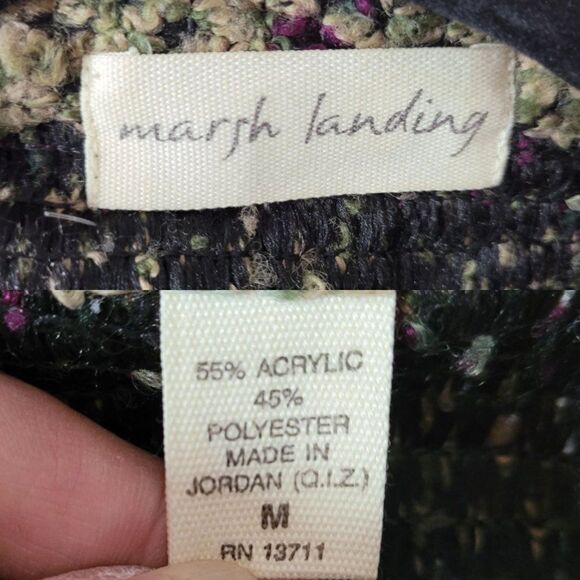 marsh landing
55% ACRYLIC
45%
POLYESTER
MADE IN
JORDAN (Q.I.Z.)
M
RN 13711